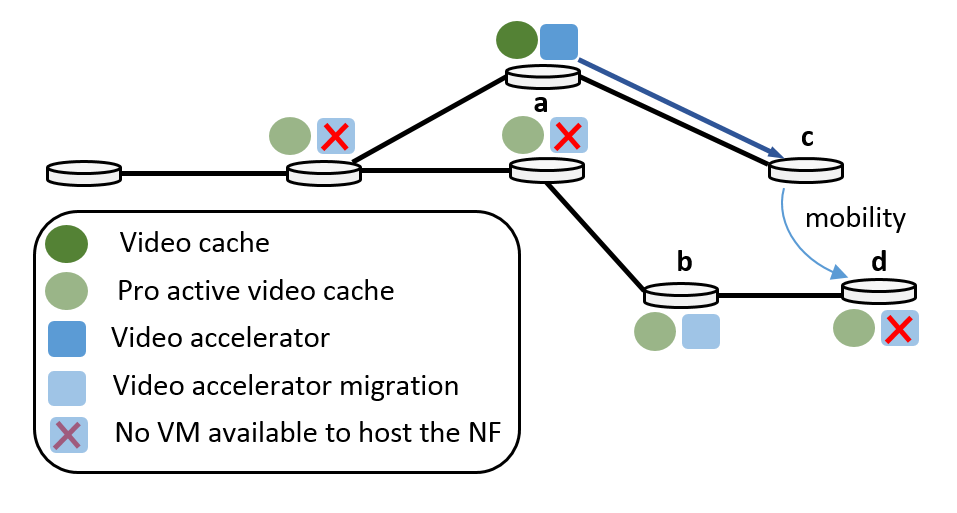 a
c
mobility
b
d
Video cache
Pro active video cache
Video accelerator
Video accelerator migration
No VM available to host the NF